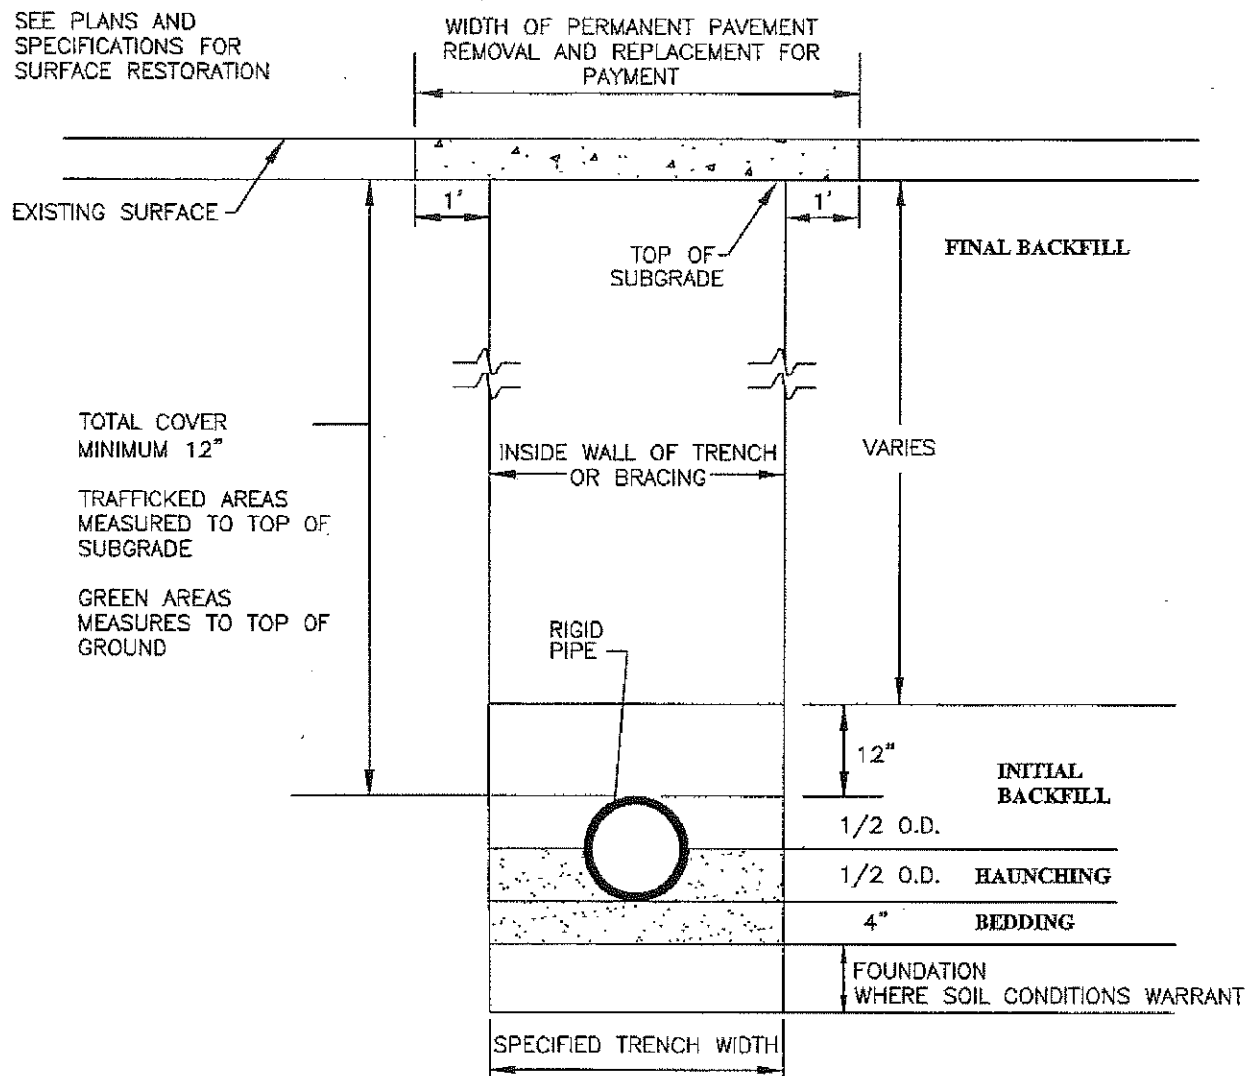 SEE PLANS AND
SPECIFICATIONS FOR
SURFACE RESTORATION
WIDTH OF PERMANENT PAVEMENT
REMOVAL AND REPLACEMENT FOR
PAYMENT
EXISTING SURFACE
1'
1'
TOP OF
SUBGRADE
FINAL BACKFILL
TOTAL COVER
MINIMUM 12"
TRAFFICKED AREAS
MEASURED TO TOP OF
SUBGRADE
GREEN AREAS
MEASURES TO TOP OF
GROUND
INSIDE WALL OF TRENCH
OR BRACING
VARIES
RIGID
PIPE
12"
INITIAL
BACKFILL
1/2 O.D.
1/2 O.D. HAUNCHING
4" BEDDING
FOUNDATION
WHERE SOIL CONDITIONS WARRANT
SPECIFIED TRENCH WIDTH